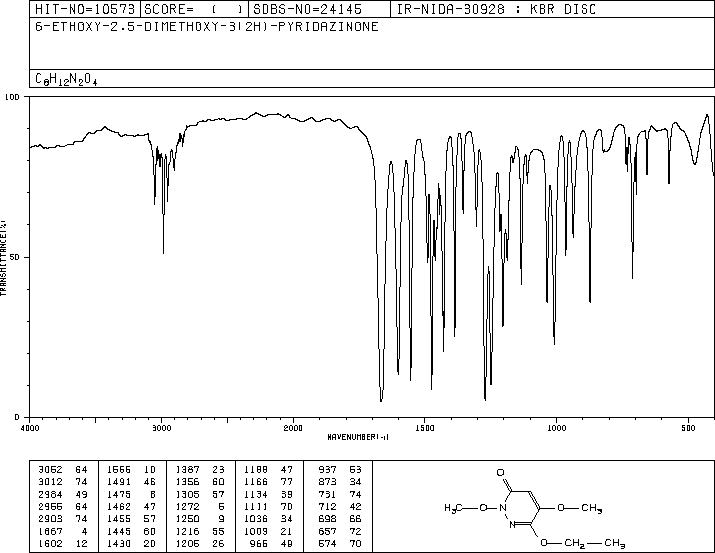 HIT-NO=10573 SCORE= ( ) SDBS-NO=24145 IR-NIDA-30928 : KBR DISC
6-ETHOXY-2,5-DIMETHOXY-3(2H)-PYRIDAZINONE
C8H12N2O4
100
50
0
TRANSMITTANCE(%)
4000 3000 2000 1500 1000 500
WAVENUMBER(-1)
3052 64 1556 10 1387 23 1188 47 937 53
3012 74 1491 46 1356 60 1166 77 873 34
2984 49 1475 8 1305 57 1134 39 731 74
2955 64 1462 47 1272 5 1111 70 712 42
2903 74 1455 57 1250 9 1036 34 698 66
1667 4 1445 60 1216 55 1009 21 657 72
1602 12 1430 20 1205 26 966 49 574 70
O
H3C O N O CH3
N O CH2 CH3